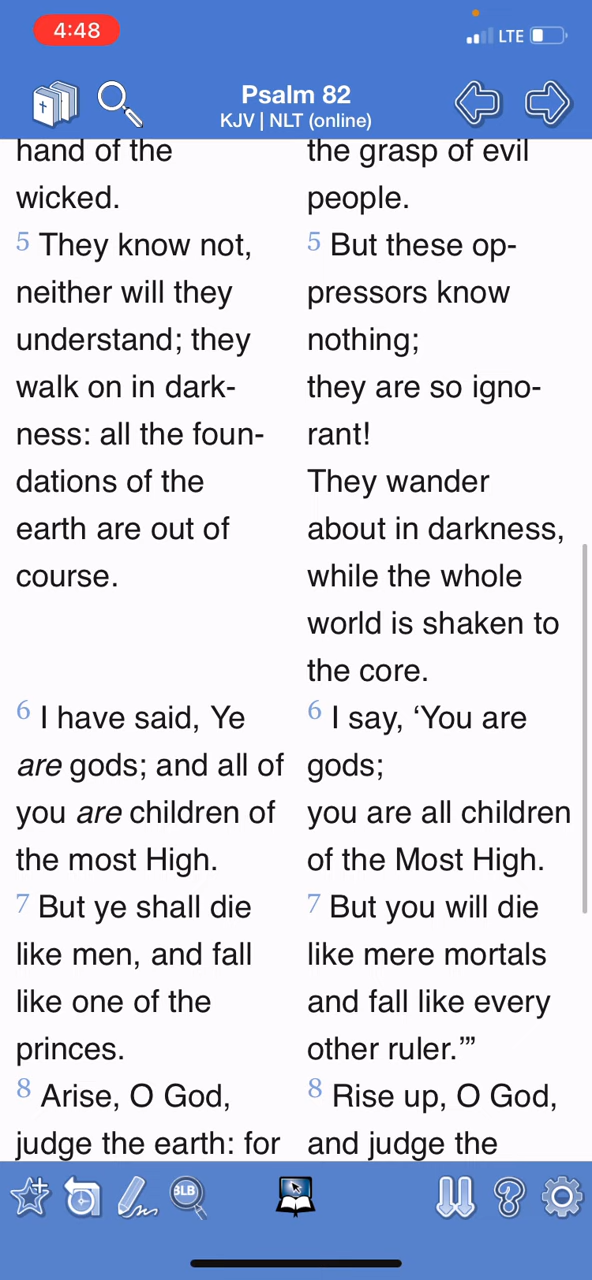 4:48
LTE
Psalm 82
KJV | NLT (online)
hand of the
wicked.
5 They know not,
neither will they
understand; they
walk on in dark-
ness: all the foun-
dations of the
earth are out of
course.
6 I have said, Ye
are gods; and all of
you are children of
the most High.
7 But ye shall die
like men, and fall
like one of the
princes.
8 Arise, O God,
judge the earth: for
the grasp of evil
people.
5 But these op-
pressors know
nothing;
they are so igno-
rant!
They wander
about in darkness,
while the whole
world is shaken to
the core.
6 I say, ‘You are
gods;
you are all children
of the Most High.
7 But you will die
like mere mortals
and fall like every
other ruler.’”
8 Rise up, O God,
and judge the
BLB